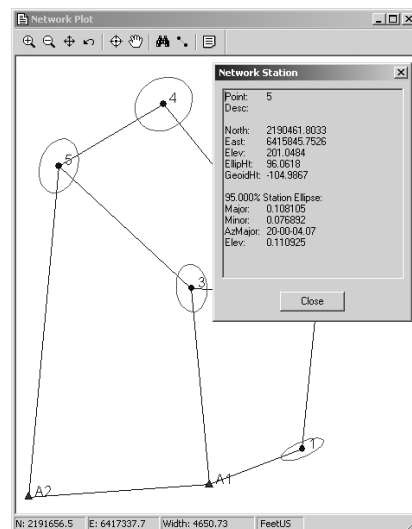 Network Plot
4
Network Station
Point: 5
Desc:
North: 2190461.8033
East: 6415845.7526
Elev: 201.0484
EllipHt: 96.0618
GeoidHt: -104.9867
95.000% Station Ellipse:
Major: 0.108105
Minor: 0.076892
AzMajor: 20-00-04.07
Elev: 0.110925
Close
5
3
1
A1
A2
N: 2191656.5 E: 6417337.7 Width: 4650.73 FeetUS